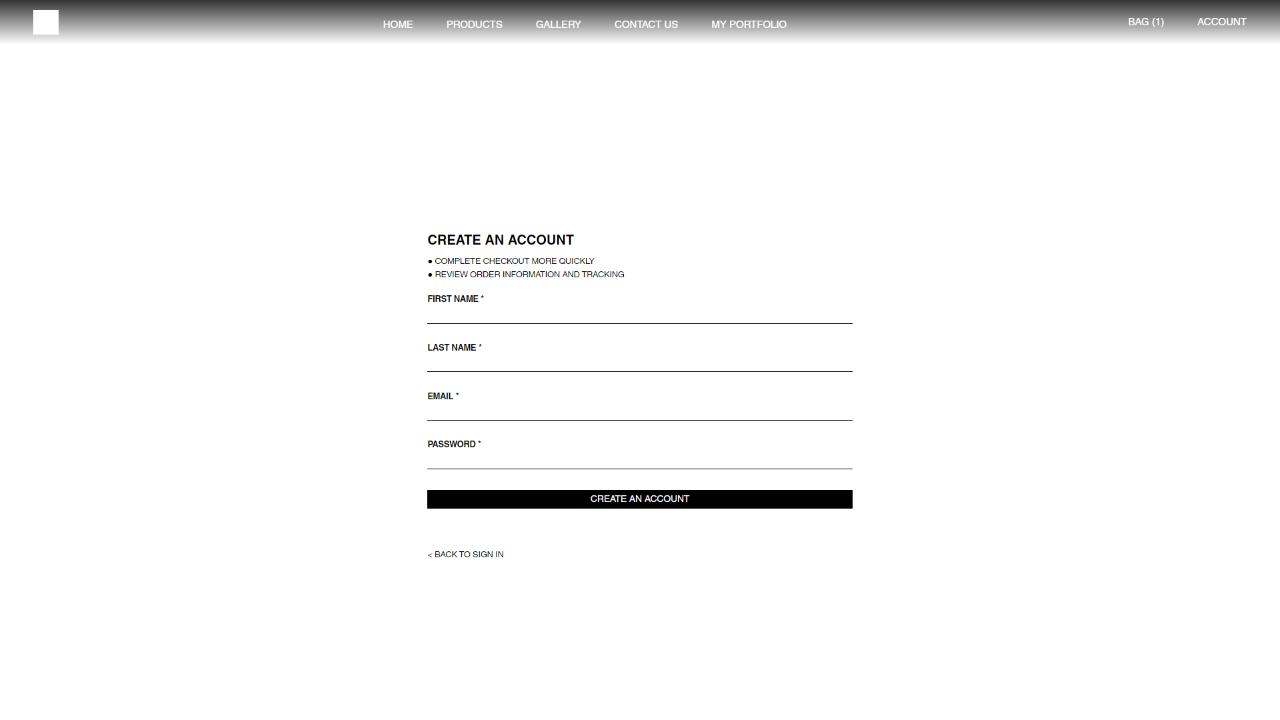 HOME PRODUCTS GALLERY CONTACT US MY PORTFOLIO BAG (1) ACCOUNT
CREATE AN ACCOUNT
● COMPLETE CHECKOUT MORE QUICKLY
● REVIEW ORDER INFORMATION AND TRACKING
FIRST NAME *
LAST NAME *
EMAIL *
PASSWORD *
CREATE AN ACCOUNT
< BACK TO SIGN IN